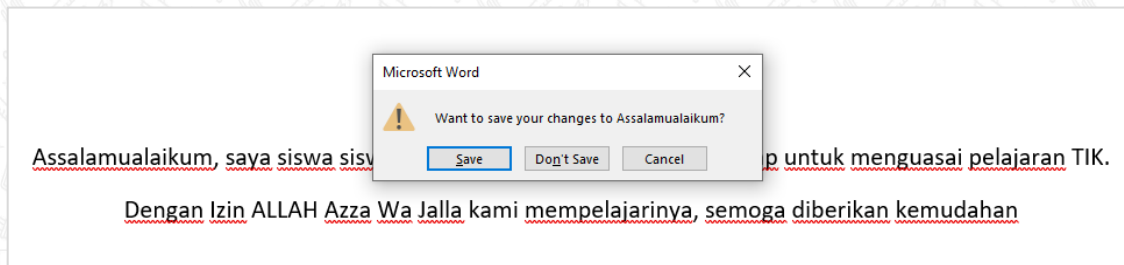 Microsoft Word
Want to save your changes to Assalamualaikum?
Save Don't Save Cancel
Assalamualaikum, saya siswa untuk menguasai pelajaran TIK.
Dengan Izin ALLAH Azza Wa Jalla kami mempelajarinya, semoga diberikan kemudahan